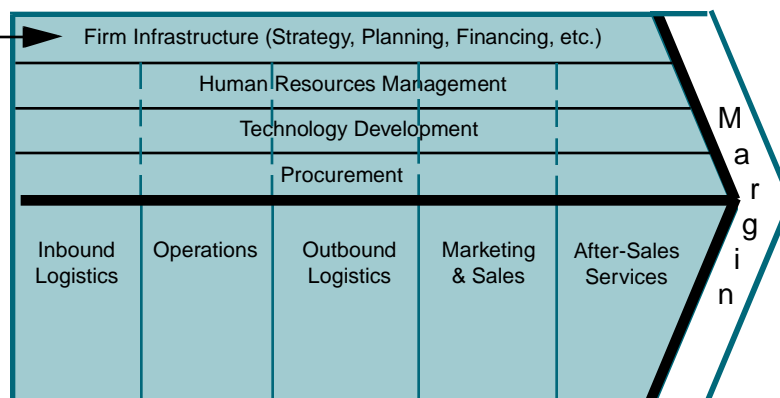 Firm Infrastructure (Strategy, Planning, Financing, etc.)
Human Resources Management
Technology Development
Procurement
Inbound
Logistics
Operations
Outbound
Logistics
Marketing
& Sales
After-Sales
Services
Margin